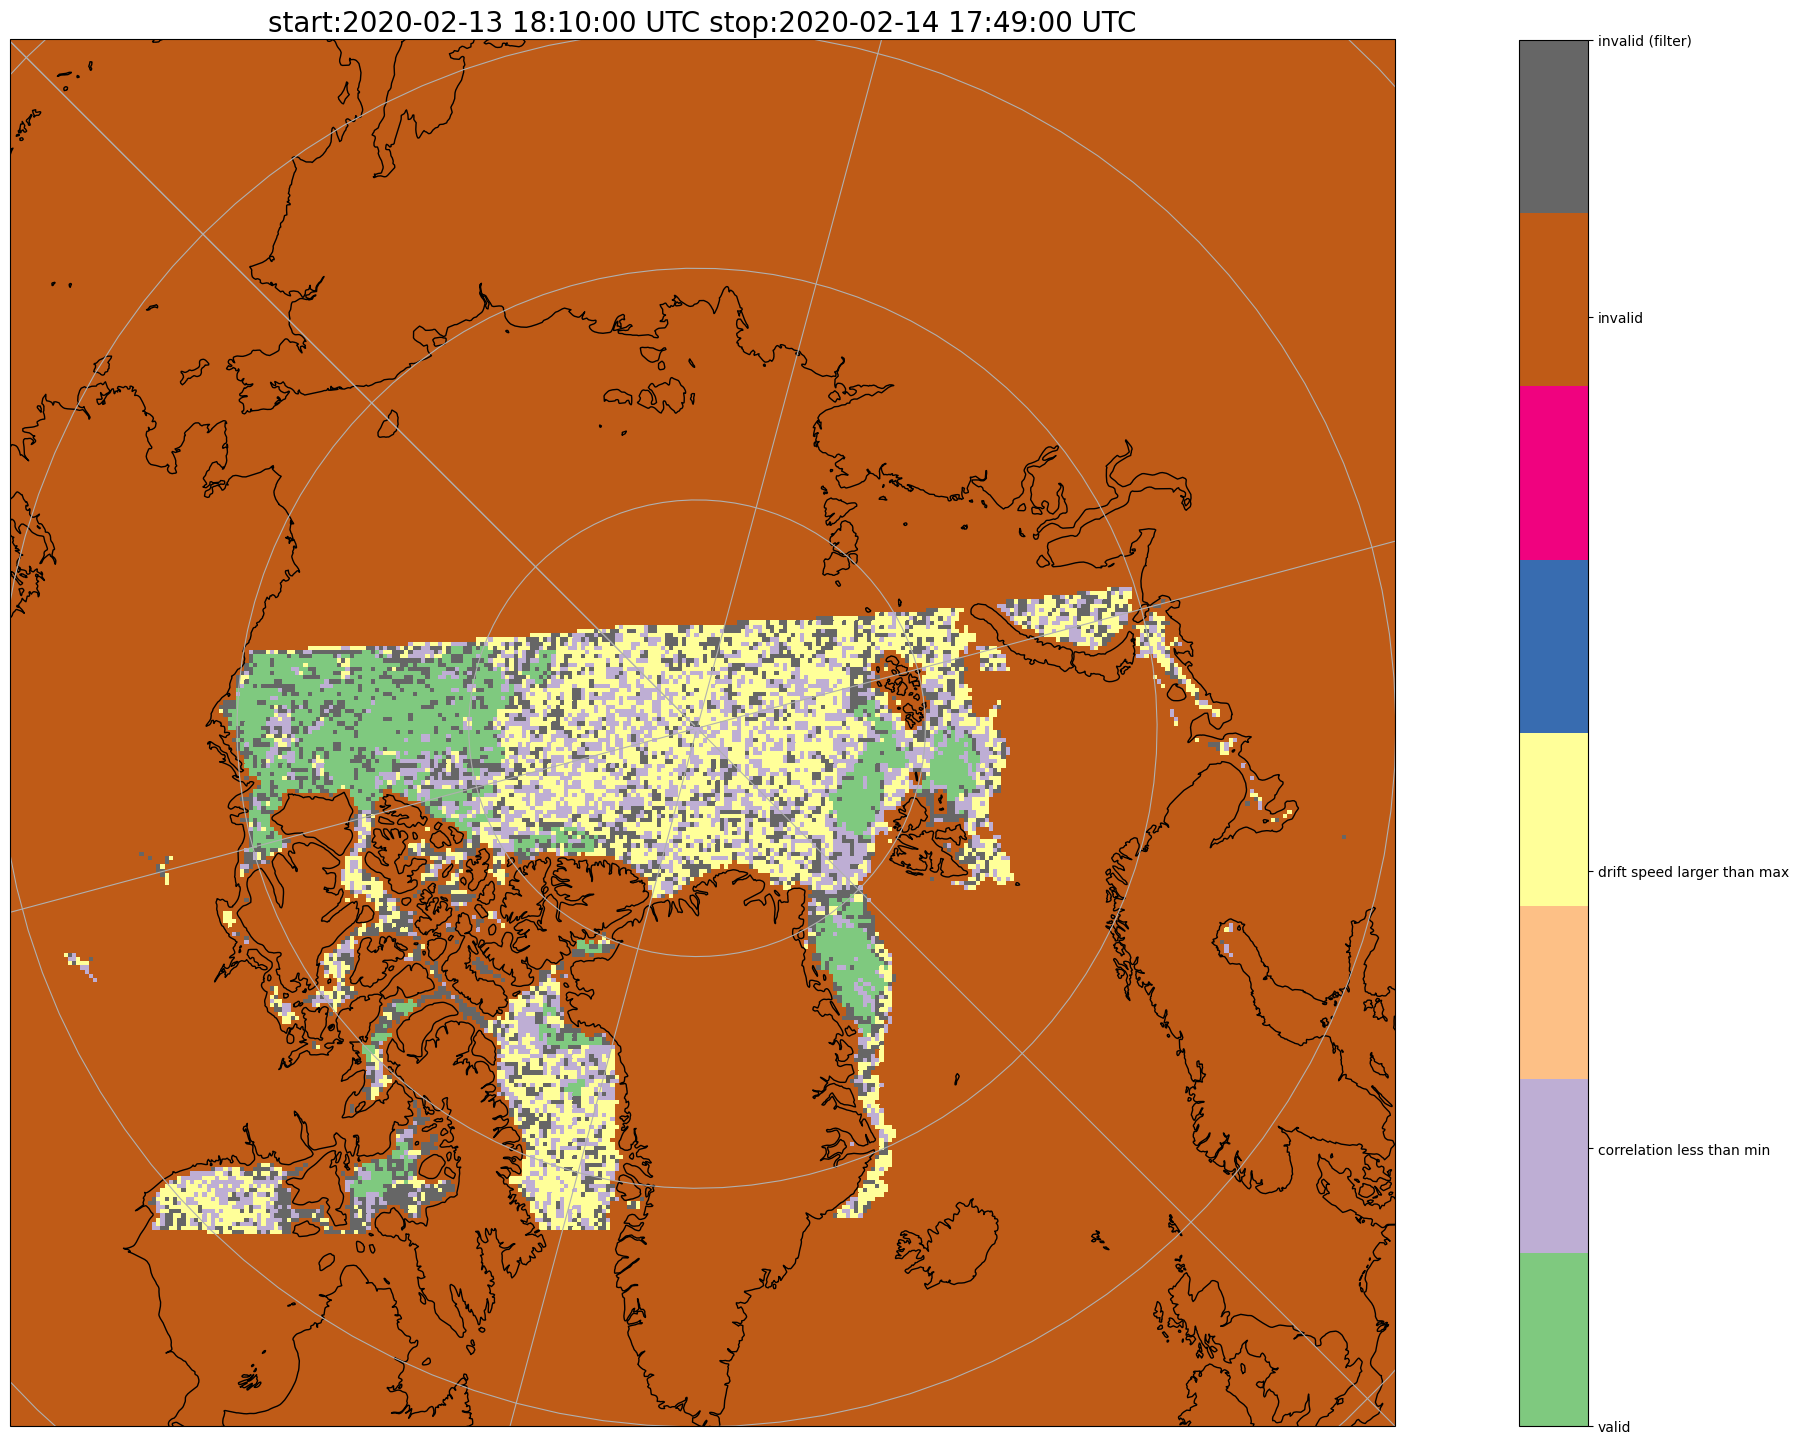 start:2020-02-13 18:10:00 UTC stop:2020-02-14 17:49:00 UTC
invalid (filter)
invalid
drift speed larger than max
correlation less than min
valid